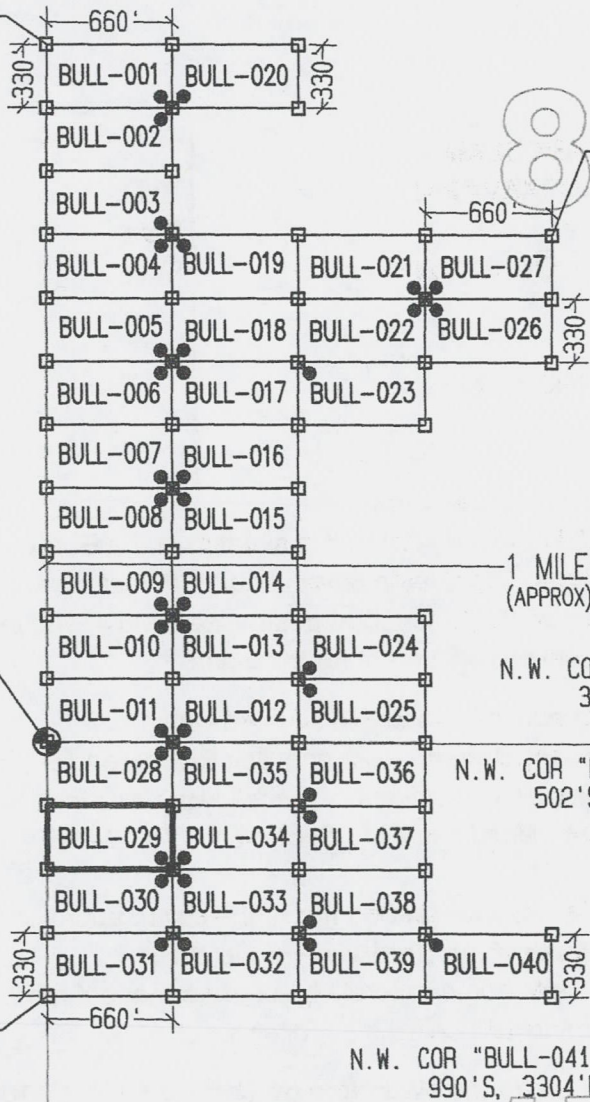 660'
330'
BULL-001 BULL-020
330'
BULL-002
8
BULL-003
660'
BULL-004 BULL-019 BULL-021 BULL-027
BULL-005 BULL-018 BULL-022 BULL-026
330'
BULL-006 BULL-017 BULL-023
BULL-007 BULL-016
BULL-008 BULL-015
1 MILE
(APPROX)
BULL-009 BULL-014
BULL-010 BULL-013 BULL-024
N.W. CO
3
BULL-011 BULL-012 BULL-025
BULL-028 BULL-035 BULL-036
N.W. COR "
502'S
BULL-029 BULL-034 BULL-037
BULL-030 BULL-033 BULL-038
330'
BULL-031 BULL-032 BULL-039 BULL-040
330'
660'
N.W. COR "BULL-041
990'S, 3304'